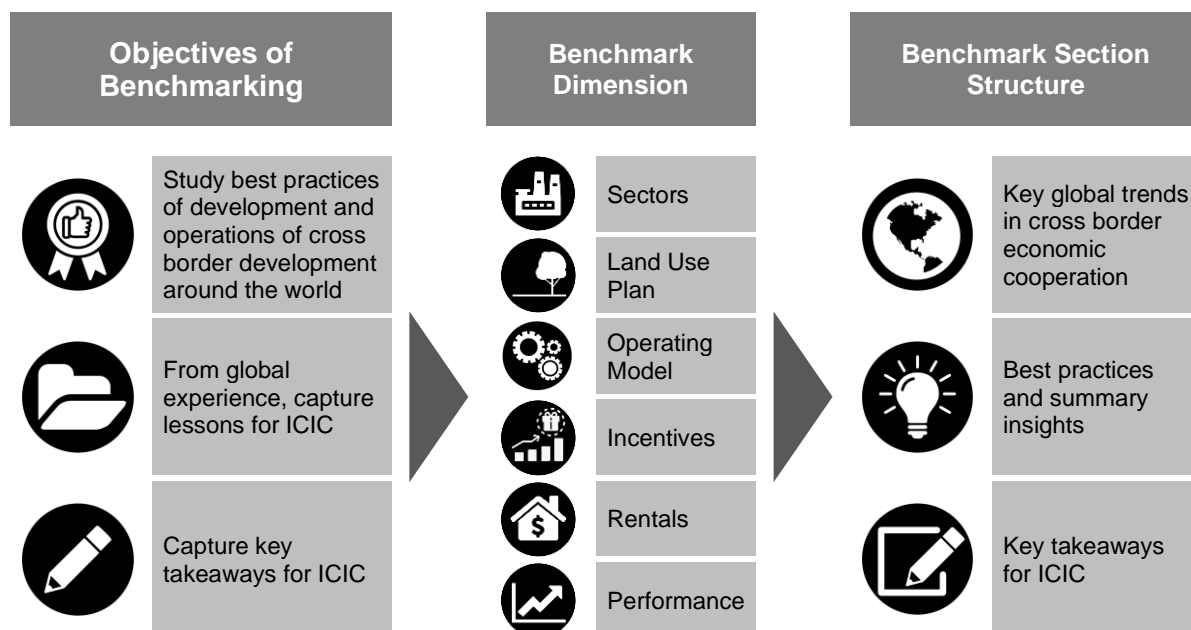 Objectives of
Benchmarking
Study best practices
of development and
operations of cross
border development
around the world
From global
experience, capture
lessons for ICIC
Capture key
takeaways for ICIC
Benchmark
Dimension
Sectors
Land Use
Plan
Operating
Model
Incentives
$
Rentals
Performance
Benchmark Section
Structure
Key global trends
in cross border
economic
cooperation
Best practices
and summary
insights
Key takeaways
for ICIC